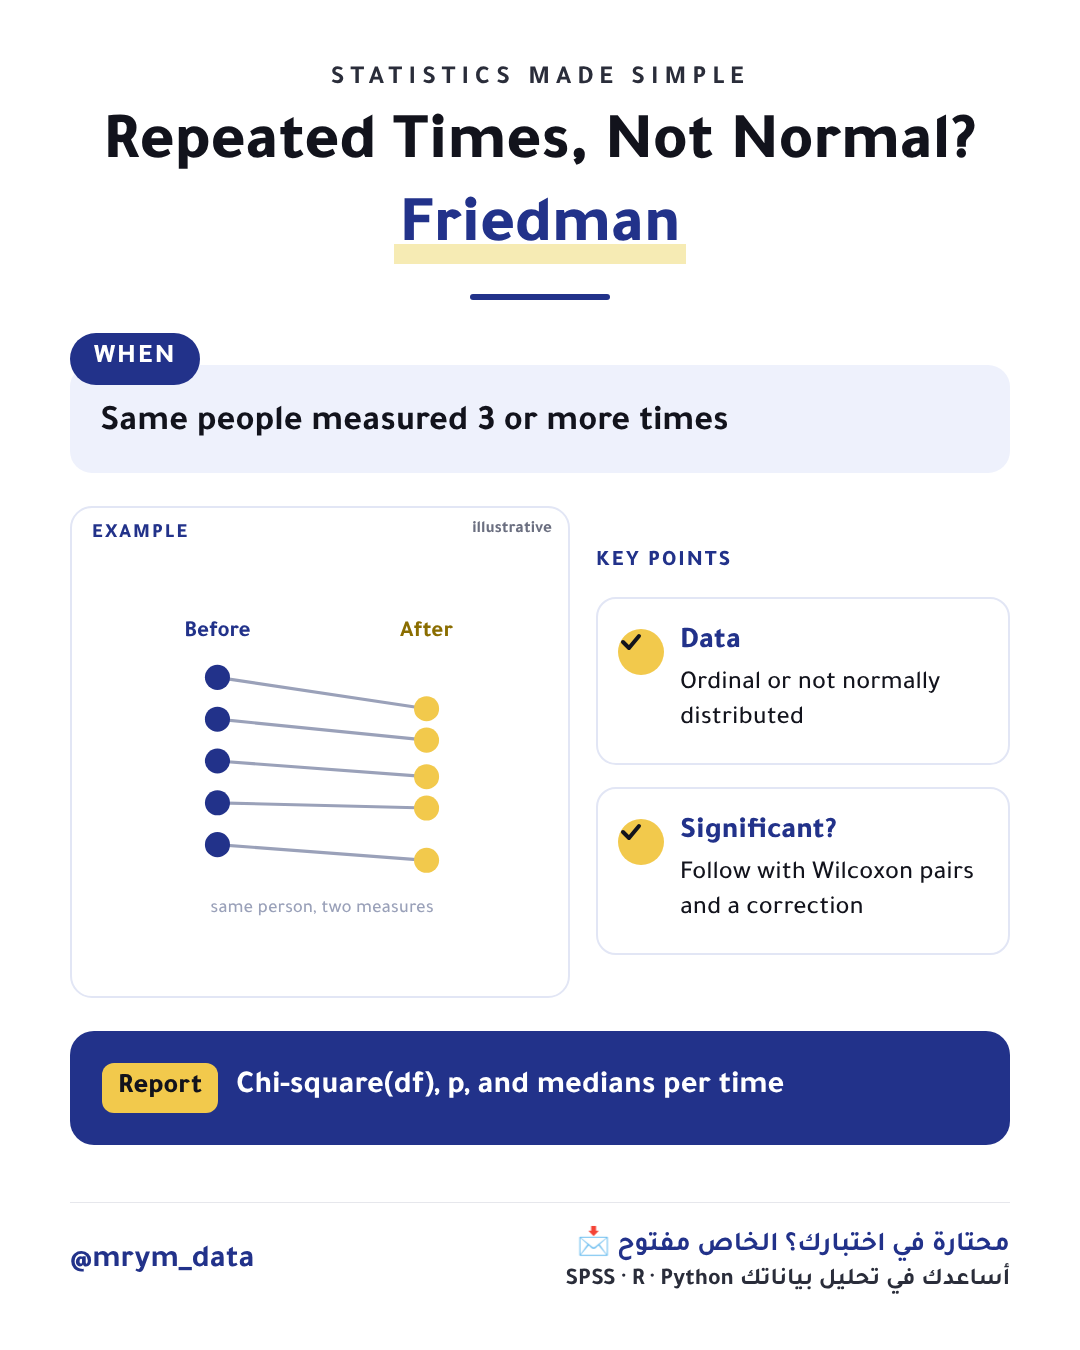 STATISTICS MADE SIMPLE
Repeated Times, Not Normal?
Friedman
WHEN
Same people measured 3 or more times
EXAMPLE
illustrative
Before
After
same person, two measures
KEY POINTS
Data
Ordinal or not normally
distributed
Significant?
Follow with Wilcoxon pairs
and a correction
Report
Chi-square(df), p, and medians per time
@mrym_data
محتارة في اختبارك؟ الخاص مفتوح 📩
أساعدك في تحليل بياناتك SPSS · R · Python